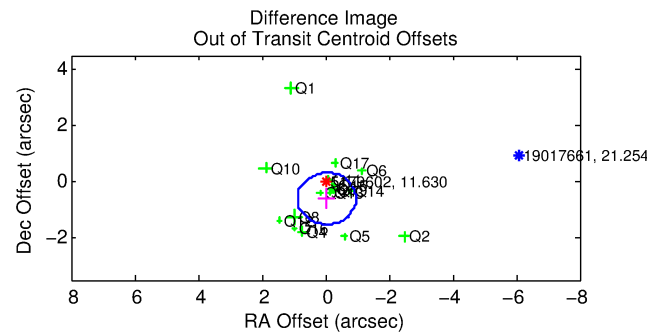 Difference Image
Out of Transit Centroid Offsets
Dec Offset (arcsec)
4
2
0
−2
Q1
19017661, 21.254
Q17
Q10
Q6
602, 11.630
Q14
Q8
Q4
Q5
Q2
8
6
4
2
0
−2
−4
−6
−8
RA Offset (arcsec)